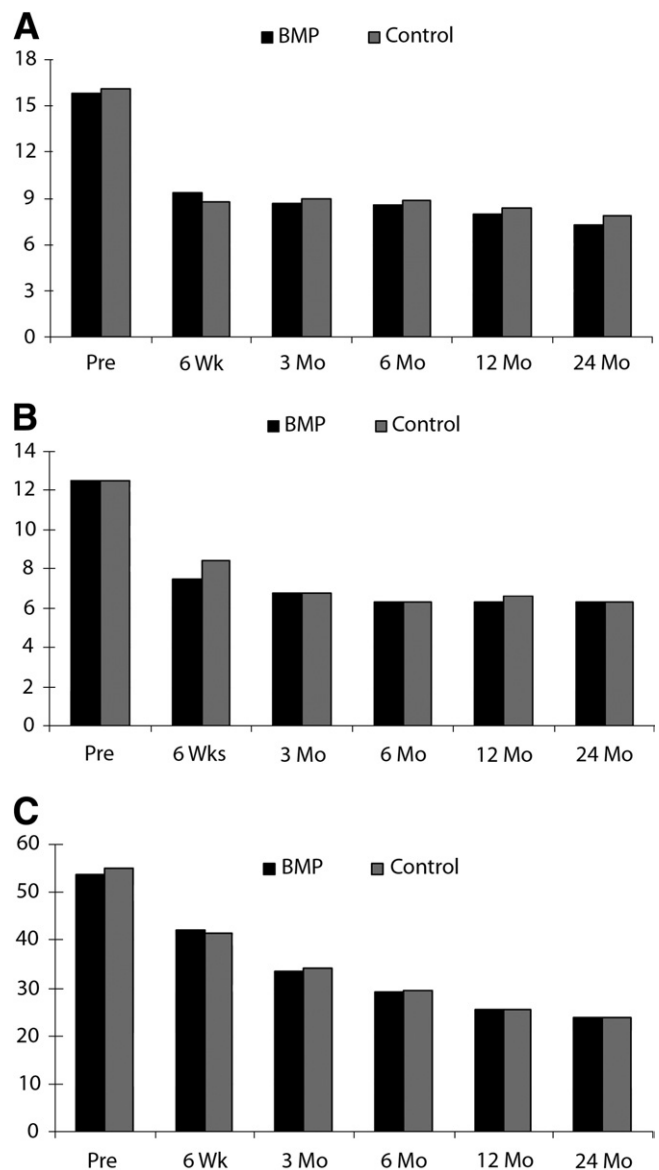 A
BMP Control
18
15
12
9
6
3
0
Pre 6 Wk 3 Mo 6 Mo 12 Mo 24 Mo
B
BMP Control
14
12
10
8
6
4
2
0
Pre 6 Wks 3 Mo 6 Mo 12 Mo 24 Mo
C
60
BMP Control
50
40
30
20
10
0
Pre 6 Wk 3 Mo 6 Mo 12 Mo 24 Mo